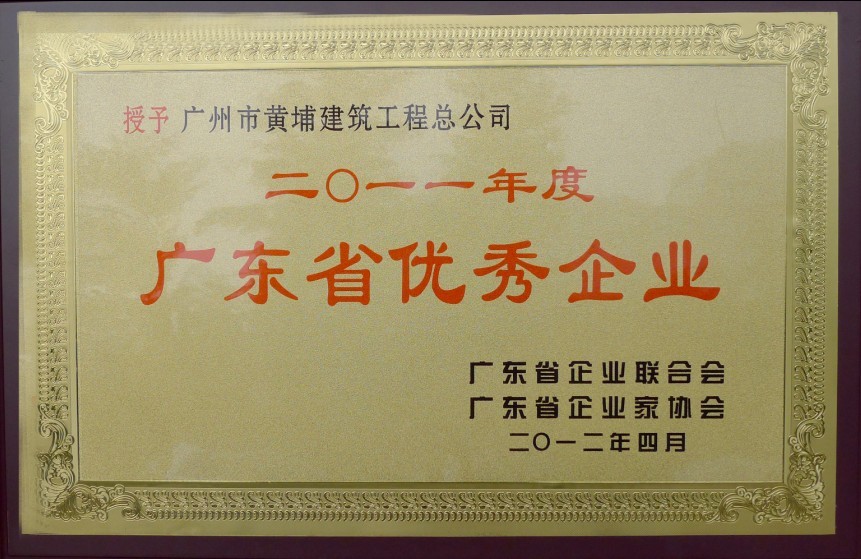 授予 广州市黄埔建筑工程总公司
二〇一一年度
广东省优秀企业
广东省企业联合会
广东省企业家协会
二〇一二年四月